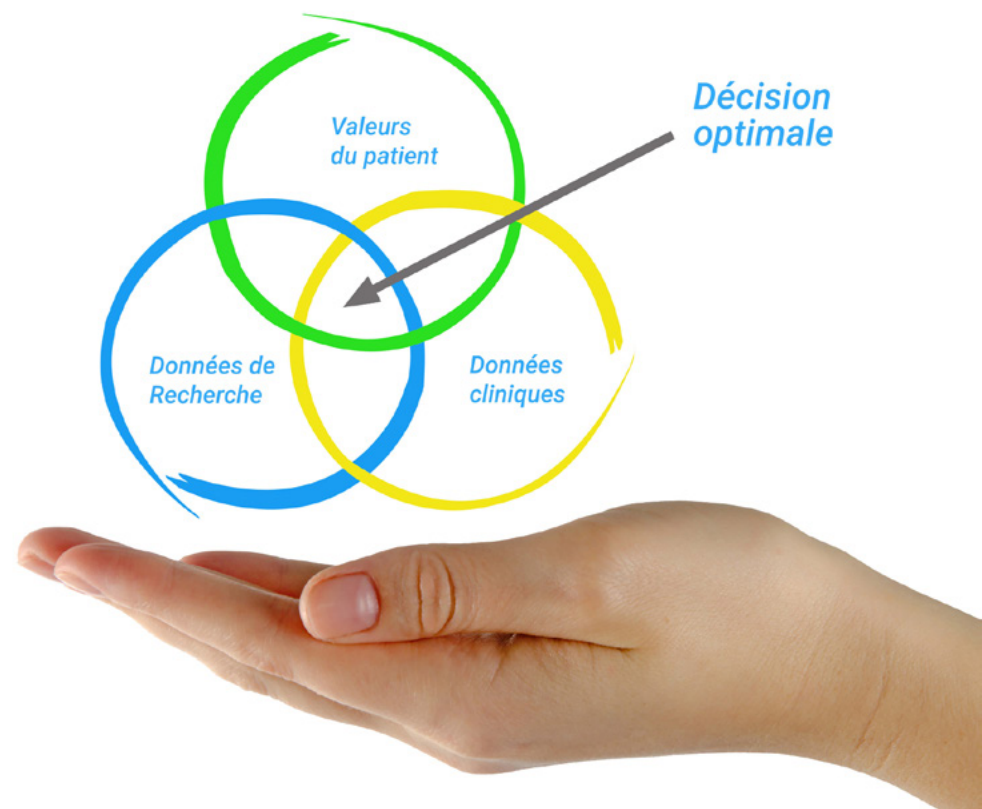 Décision
optimale
Valeurs
du patient
Données de
Recherche
Données
cliniques